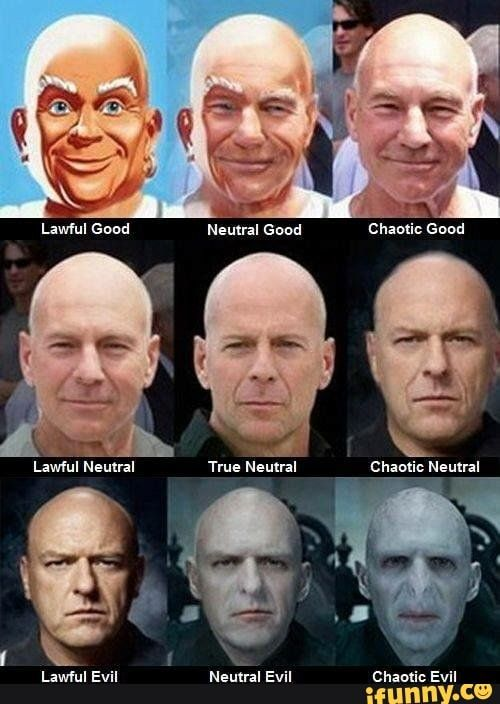 Lawful Good
Neutral Good
Chaotic Good
Lawful Neutral
True Neutral
Chaotic Neutral
Lawful Evil
Neutral Evil
Chaotic Evil
ifunny.ce